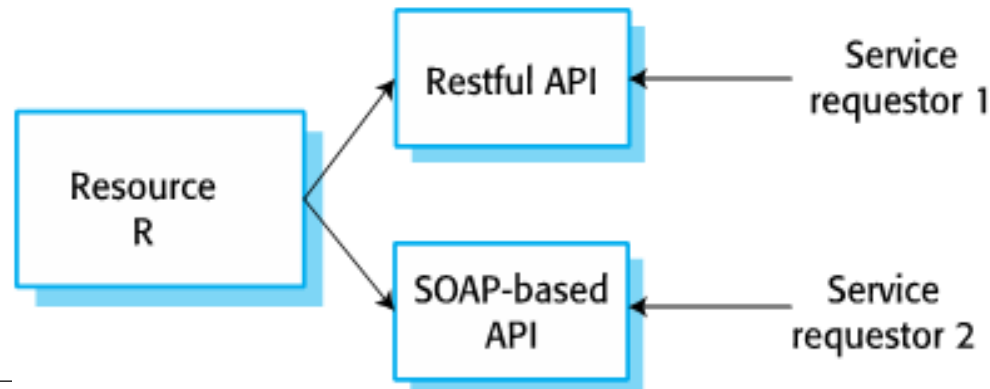 Resource
R
Restful API
SOAP-based
API
Service
requestor 1
Service
requestor 2